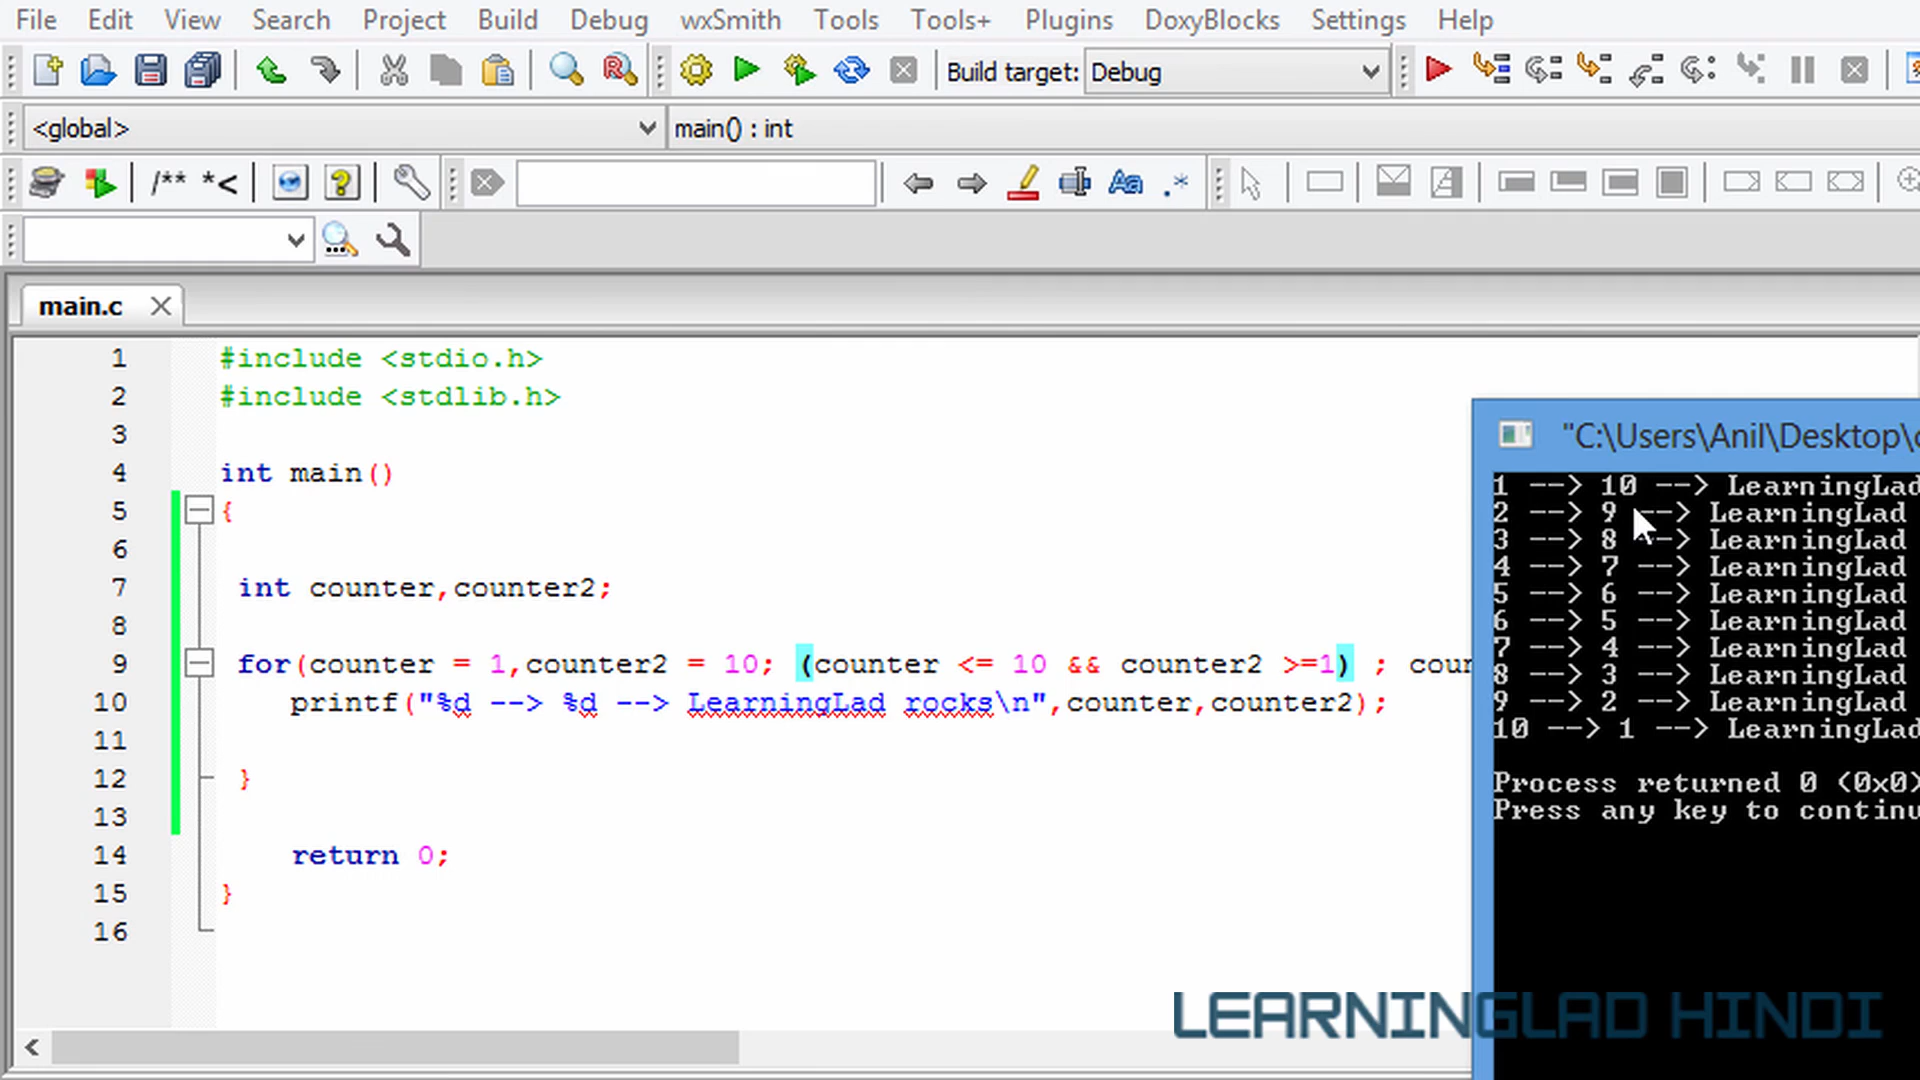 File Edit View Search Project Build Debug wxSmith Tools Tools+ Plugins DoxyBlocks Settings Help
Build target: Debug
<global> main() : int
/** *<
main.c
1 #include <stdio.h>
2 #include <stdlib.h>
3
4 int main()
5 {
6
7 int counter,counter2;
8
9 for(counter = 1,counter2 = 10; (counter <= 10 && counter2 >=1) ; coun
10 printf("%d --> %d --> LearningLad rocks\n",counter,counter2);
11
12 }
13
14 return 0;
15 }
16
"C:\Users\Anil\Desktop\
1 --> 10 --> LearningLad
2 --> 9 --> LearningLad
3 --> 8 --> LearningLad
4 --> 7 --> LearningLad
5 --> 6 --> LearningLad
6 --> 5 --> LearningLad
7 --> 4 --> LearningLad
8 --> 3 --> LearningLad
9 --> 2 --> LearningLad
10 --> 1 --> LearningLad
Process returned 0 (0x0)
Press any key to continu
LEARNINGLAD HINDI